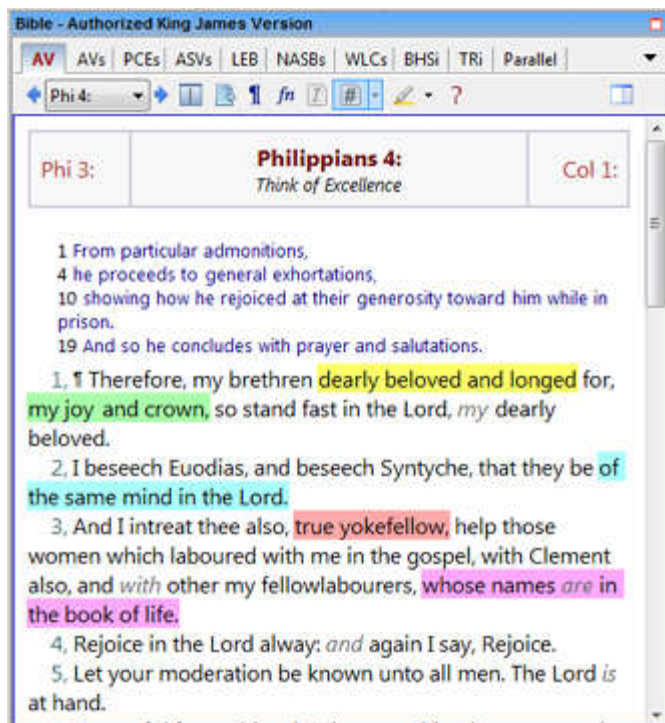 Bible - Authorized King James Version
AV AVs PCEs ASVs LEB NASBs WLCs BHSi TRi Parallel
Phi 4: ¶ fn I # ?
Phi 3: Philippians 4: Col 1:
Think of Excellence
1 From particular admonitions,
4 he proceeds to general exhortations,
10 showing how he rejoiced at their generosity toward him while in
prison.
19 And so he concludes with prayer and salutations.
1, ¶ Therefore, my brethren dearly beloved and longed for,
my joy and crown, so stand fast in the Lord, my dearly
beloved.
2, I beseech Euodias, and beseech Syntyche, that they be of
the same mind in the Lord.
3, And I intreat thee also, true yokefellow, help those
women which laboured with me in the gospel, with Clement
also, and with other my fellowlabourers, whose names are in
the book of life.
4, Rejoice in the Lord alway: and again I say, Rejoice.
5, Let your moderation be known unto all men. The Lord is
at hand.